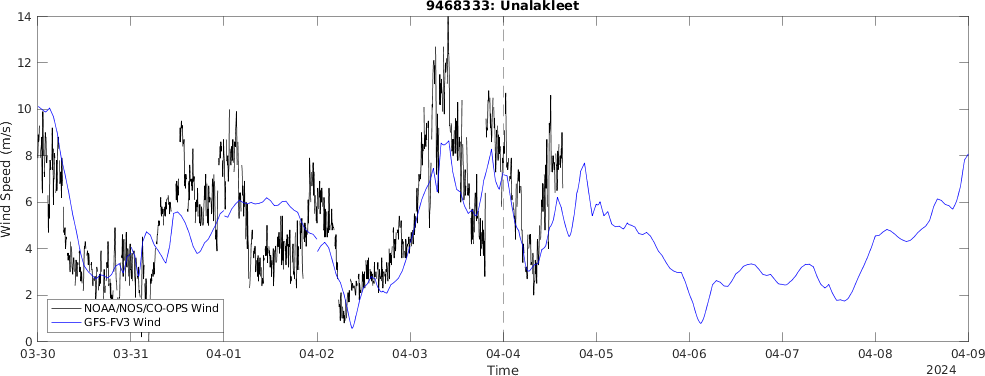 9468333: Unalakleet
14
12
10
8
6
4
2
0
Wind Speed (m/s)
NOAA/NOS/CO-OPS Wind
GFS-FV3 Wind
03-30 03-31 04-01 04-02 04-03 04-04 04-05 04-06 04-07 04-08 04-09
Time
2024